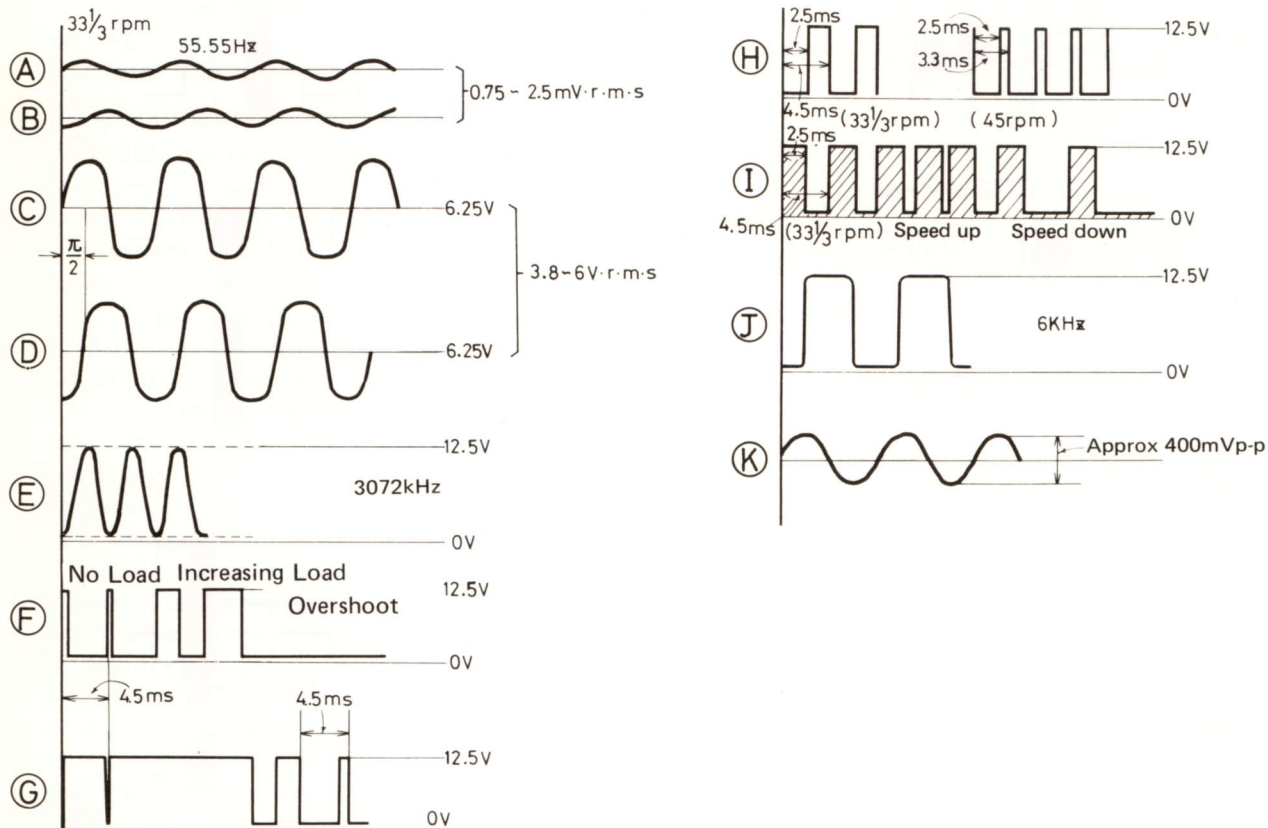 33⅓rpm
55.55Hz
A
B
0.75~2.5mV·r·m·s
C
6.25V
π/2
3.8~6V·r·m·s
D
6.25V
12.5V
E
3072kHz
0V
No Load Increasing Load
12.5V
F
Overshoot
0V
4.5ms
4.5ms
12.5V
G
0V
2.5ms
2.5ms
12.5V
H
3.3ms
0V
4.5ms (33⅓rpm) (45rpm)
2.5ms
12.5V
I
0V
4.5ms (33⅓rpm) Speed up Speed down
12.5V
J
6KHz
0V
K
Approx 400mVp-p